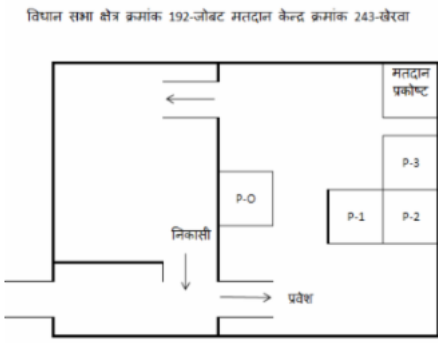 विधान सभा क्षेत्र क्रमांक 192-जोबट मतदान केन्द्र क्रमांक 243-खेरवा
मतदान
प्रकोष्ट
P-3
P-O
P-1
P-2
निकासी
प्रवेश